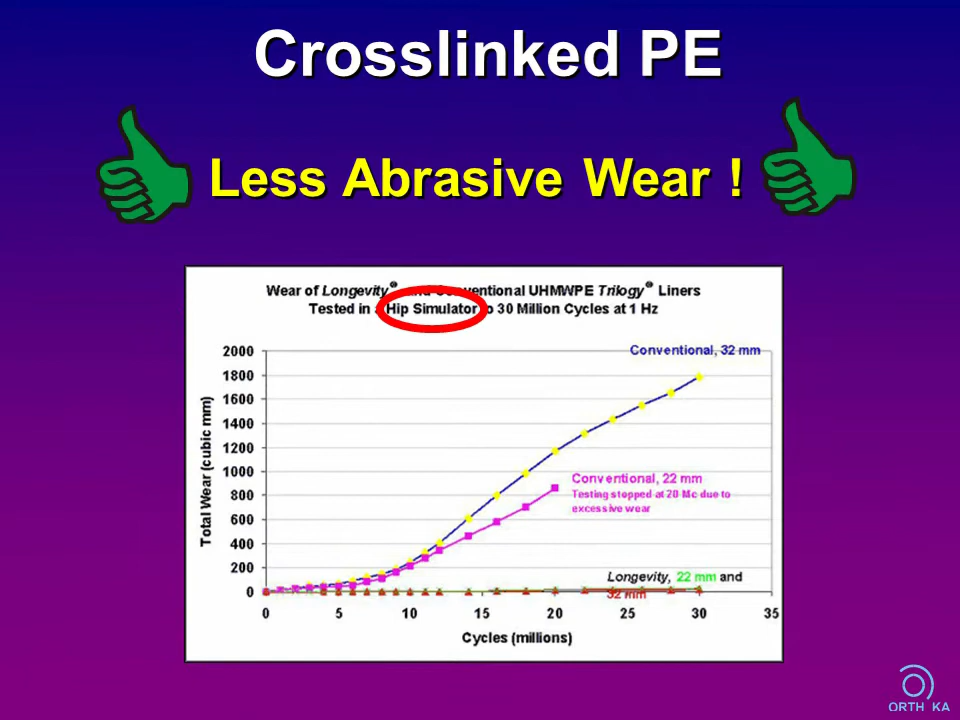 Crosslinked PE
Less Abrasive Wear !
Wear of Longevity® and Conventional UHMWPE Trilogy® Liners
Tested in a Hip Simulator to 30 Million Cycles at 1 Hz
Conventional, 32 mm
2000
1800
1600
1400
1200
1000
800
600
400
200
0
Total Wear (cubic mm)
Conventional, 22 mm
Testing stopped at 20 Mc due to
excessive wear
Longevity, 22 mm and
32 mm
0 5 10 15 20 25 30 35
Cycles (millions)
ORTH KA